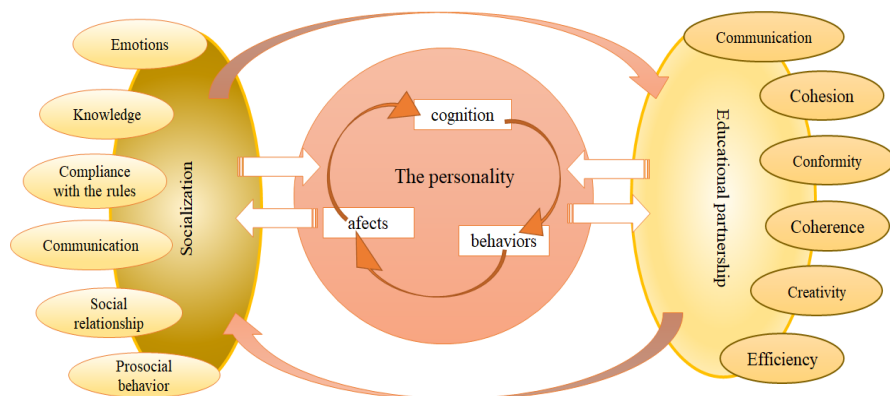 Emotions
Knowledge
Compliance
with the rules
Communication
Social
relationship
Prosocial
behavior
Socialization
The personality
cognition
behaviors
afects
Educational partnership
Communication
Cohesion
Conformity
Coherence
Creativity
Efficiency